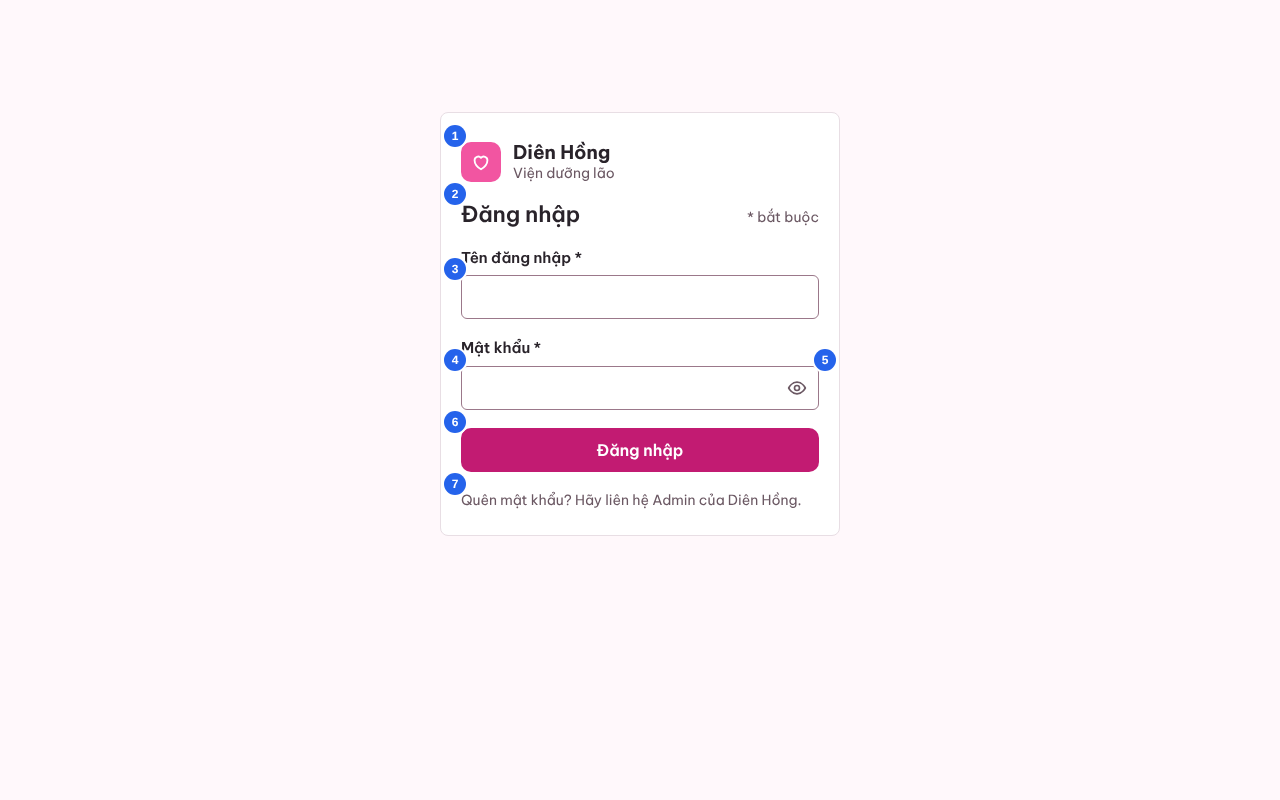 1
Diên Hồng
Viện dưỡng lão
2
Đăng nhập
* bắt buộc
Tên đăng nhập *
3
Mật khẩu *
4
5
6
Đăng nhập
7
Quên mật khẩu? Hãy liên hệ Admin của Diên Hồng.